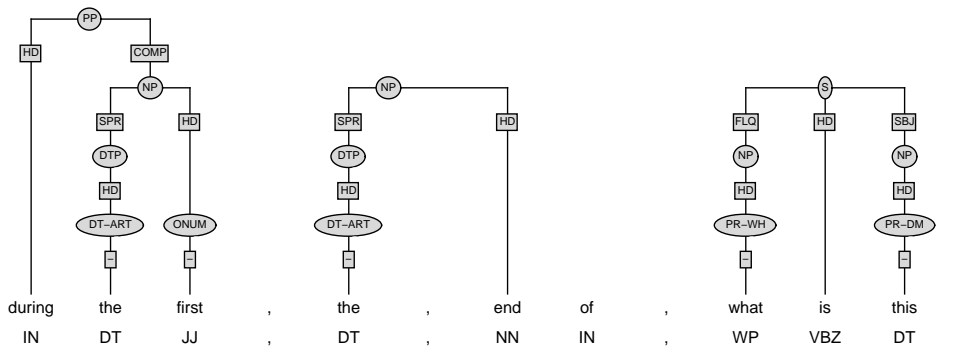 PP
HD COMP
NP NP S
SPR HD SPR HD FLQ HD SBJ
DTP DTP NP NP
HD HD HD HD
DT–ART ONUM DT–ART PR–WH PR–DM
– – – – –
during the first , the , end of , what is this
IN DT JJ , DT , NN IN , WP VBZ DT